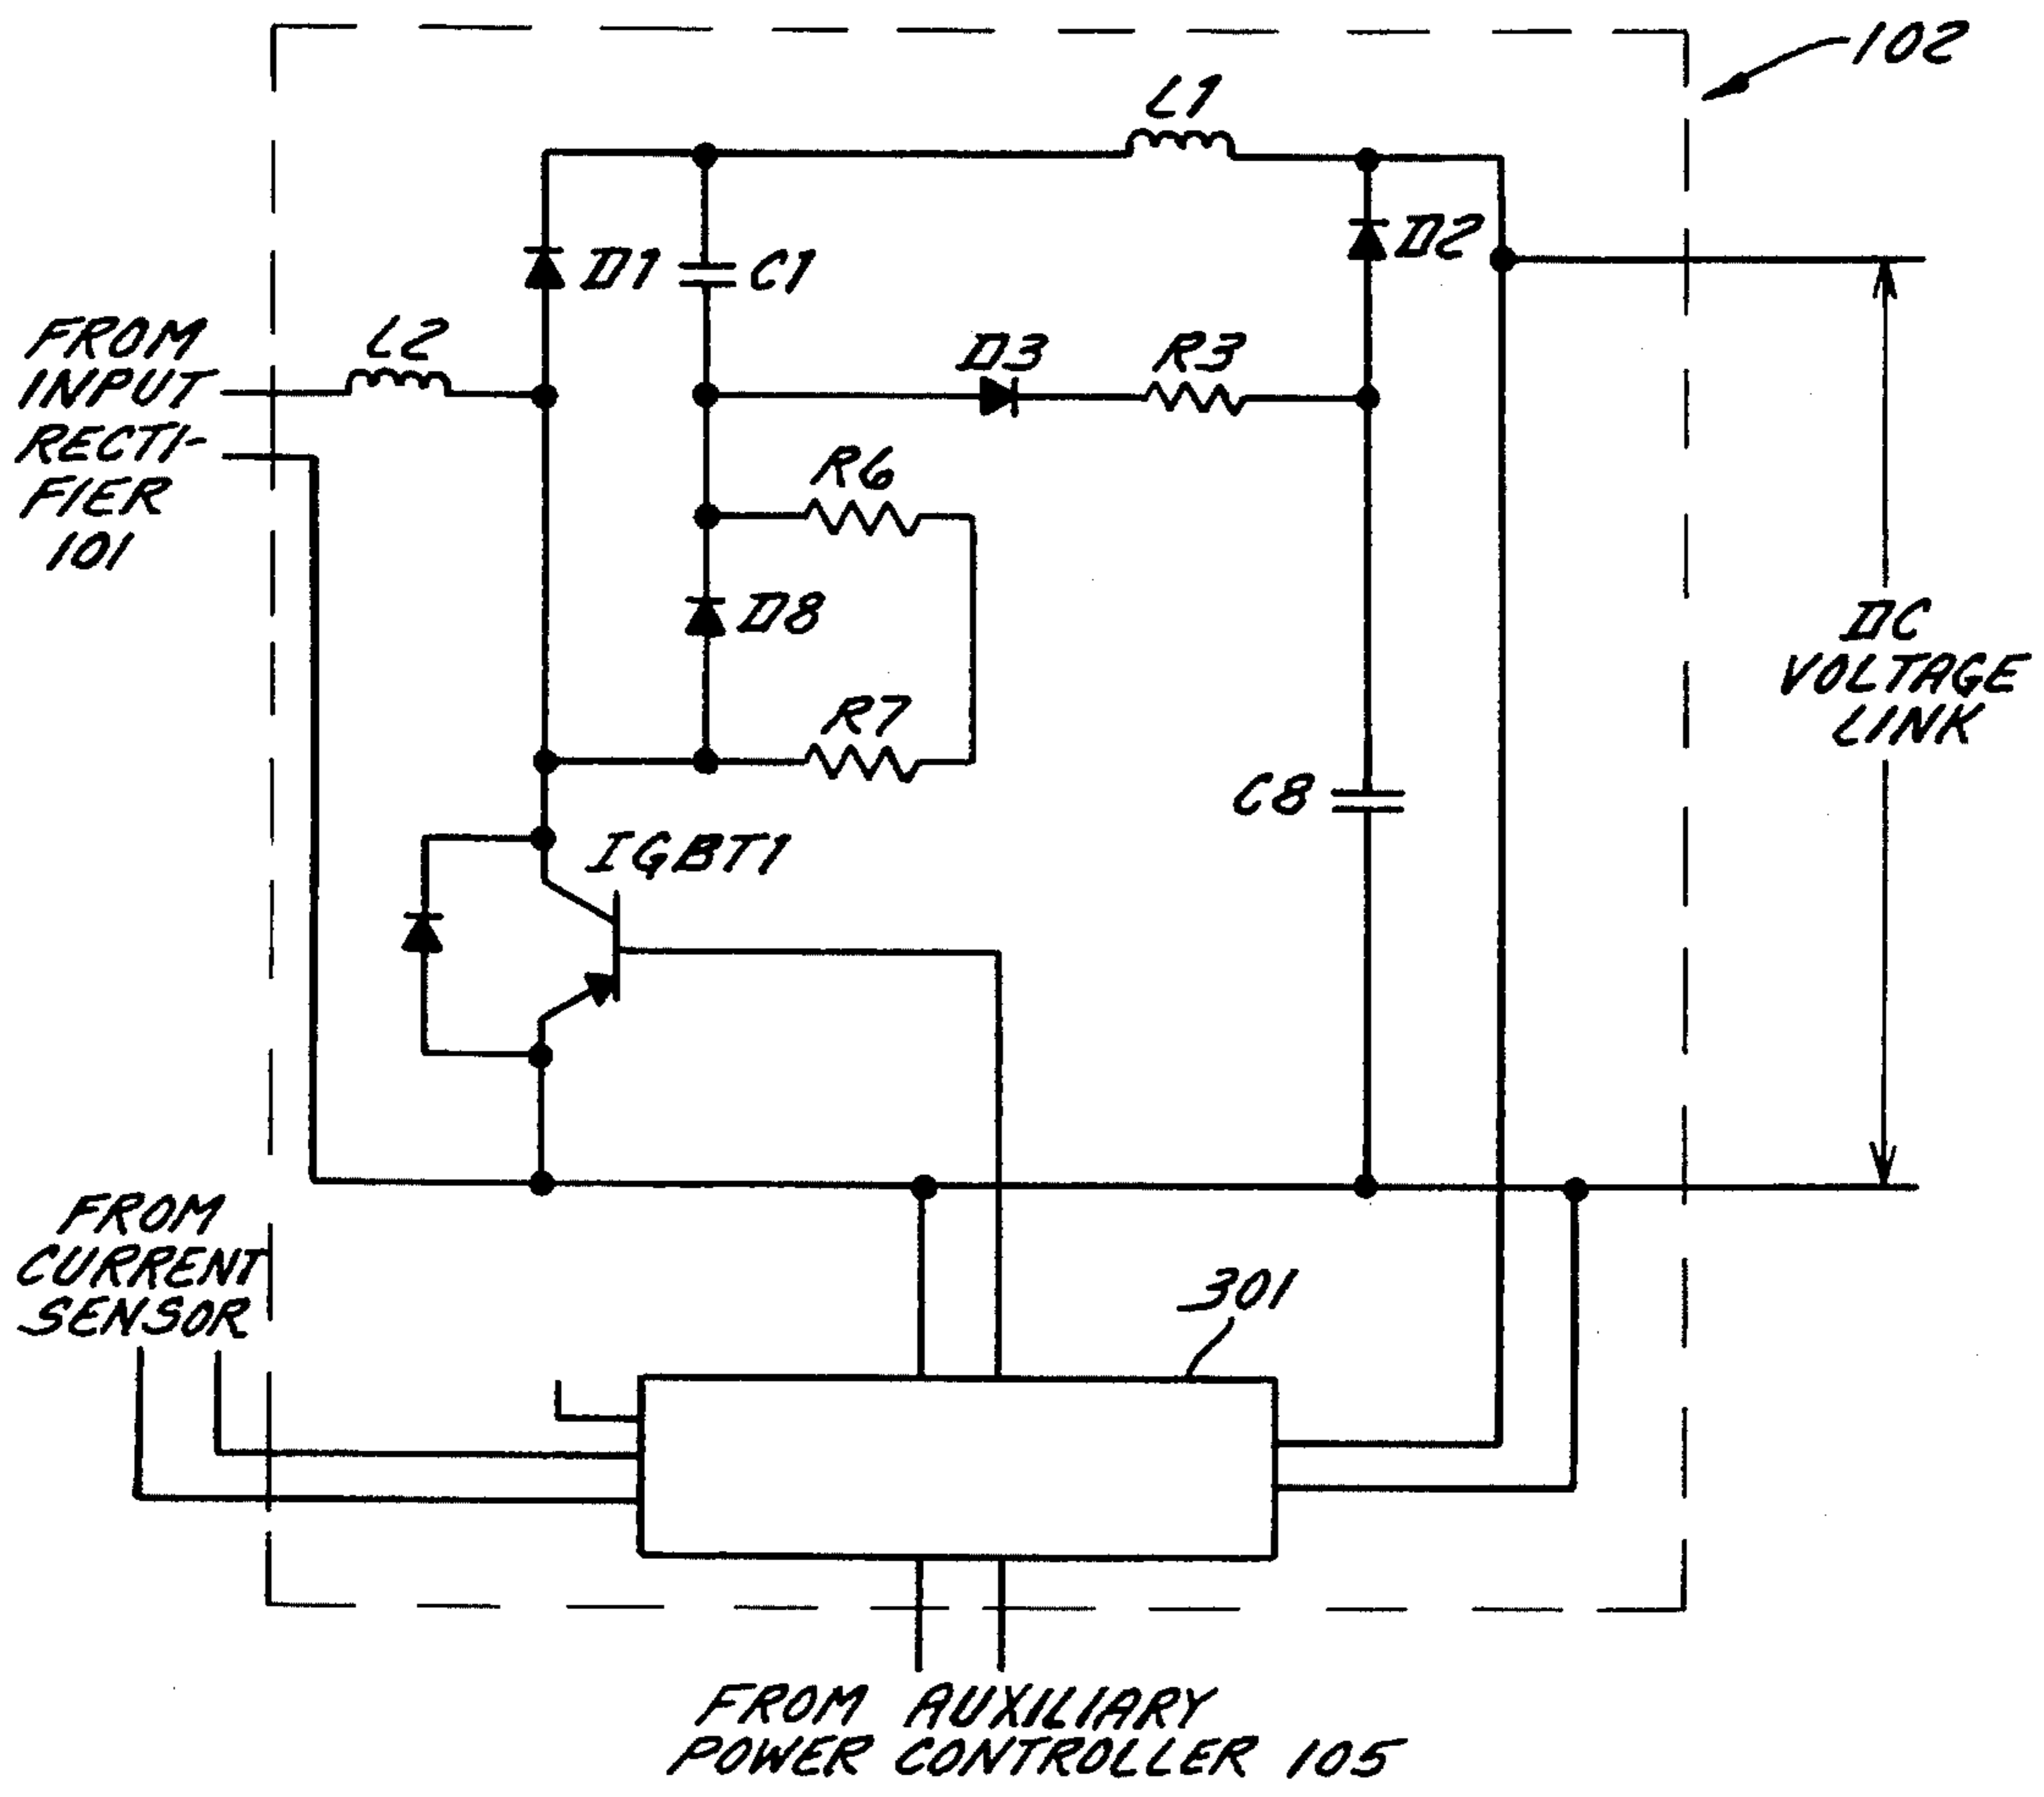 102
L1
D1
C1
D2
FROM
INPUT
RECTI-
FIER
101
L2
D3
R3
R6
D8
R7
DC
VOLTAGE
LINK
C8
IGBT1
FROM
CURRENT
SENSOR
301
FROM AUXILIARY
POWER CONTROLLER 105